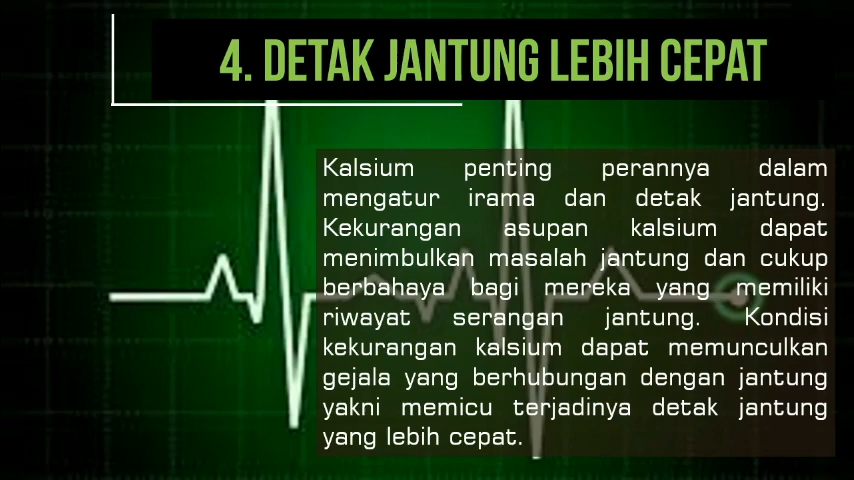 4. DETAK JANTUNG LEBIH CEPAT
Kalsium penting perannya dalam
mengatur irama dan detak jantung.
Kekurangan asupan kalsium dapat
menimbulkan masalah jantung dan cukup
berbahaya bagi mereka yang memiliki
riwayat serangan jantung. Kondisi
kekurangan kalsium dapat memunculkan
gejala yang berhubungan dengan jantung
yakni memicu terjadinya detak jantung
yang lebih cepat.